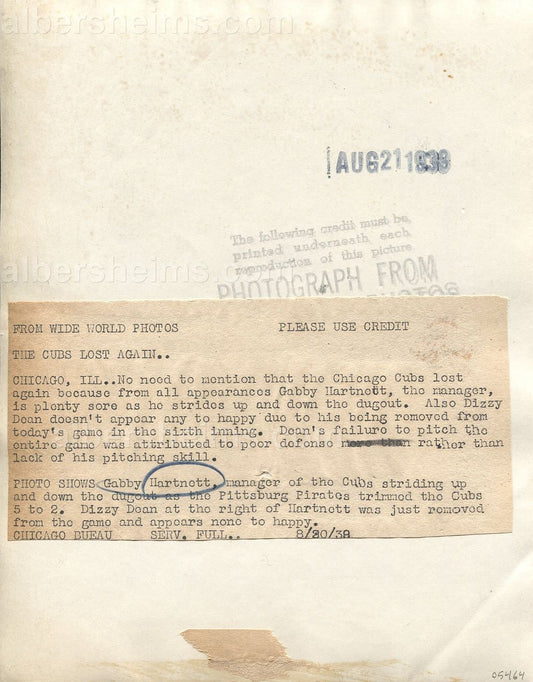 albersheims.com
AUG 21 1938
The following credit must be
printed underneath each
reproduction of this picture
PHOTOGRAPH FROM
albersheims.com
FROM WIDE WORLD PHOTOS PLEASE USE CREDIT
THE CUBS LOST AGAIN..
CHICAGO, ILL..No need to mention that the Chicago Cubs lost
again because from all appearances Gabby Hartnott, the manager,
is plenty sore as he strides up and down the dugout. Also Dizzy
Dean doesn't appear any to happy duo to his being removed from
today's game in the sixth inning. Dean's failuro to pitch tho
entire game was attributed to poor defonso more than rather than
lack of his pitching skill.
PHOTO SHOWS Gabby Hartnott, manager of the Cubs striding up
and down the dugout as the Pittsburg Pirates trimmed the Cubs
5 to 2. Dizzy Dean at the right of Hartnott was just removed
from the game and appears none to happy.
CHICAGO BUEAU SERV. FULL.. 8/20/38
05464